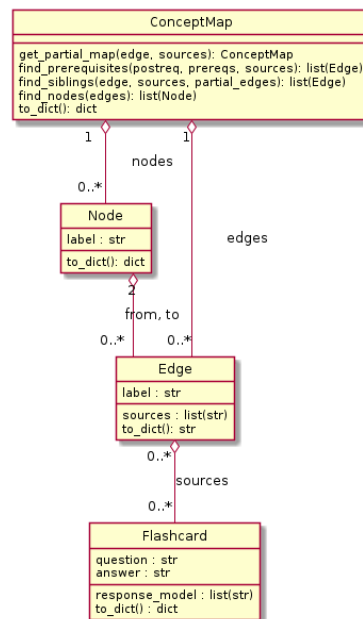 ConceptMap
get_partial_map(edge, sources): ConceptMap
find_prerequisites(postreq, prereqs, sources): list(Edge)
find_siblings(edge, sources, partial_edges): list(Edge)
find_nodes(edges): list(Node)
to_dict(): dict
1
1
nodes
0..*
Node
label : str
to_dict(): dict
edges
2
from, to
0..*
0..*
Edge
label : str
sources : list(str)
to_dict(): str
0..*
sources
0..*
Flashcard
question : str
answer : str
response_model : list(str)
to_dict() : dict